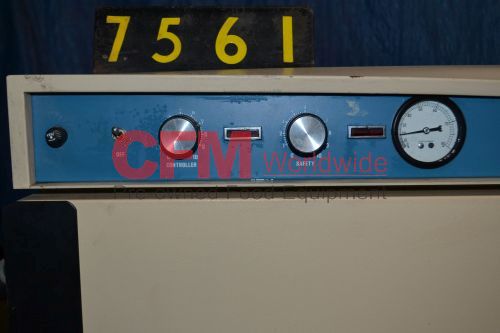 7561
OFF
CONTROLLER
SAFETY
CFM Worldwide
Pre-Owned Food Equipment